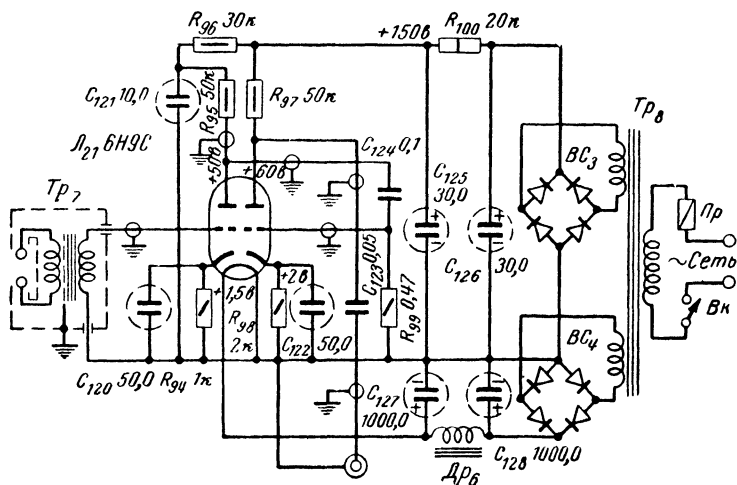 R96 30к
+150в
R100 20к
C121 10,0
R95 50к
R97 50к
Л21 6Н9С
C124 0,1
Тр8
+50в
+60в
C125
30,0
ВС3
Тр7
Пр
C123 0,05
C126
30,0
~Сеть
+1,5в
+2в
R99 0,47
Вк
R98
2к
ВС4
C120 50,0
R94 1к
C122
50,0
C127
1000,0
C128 1000,0
Др6